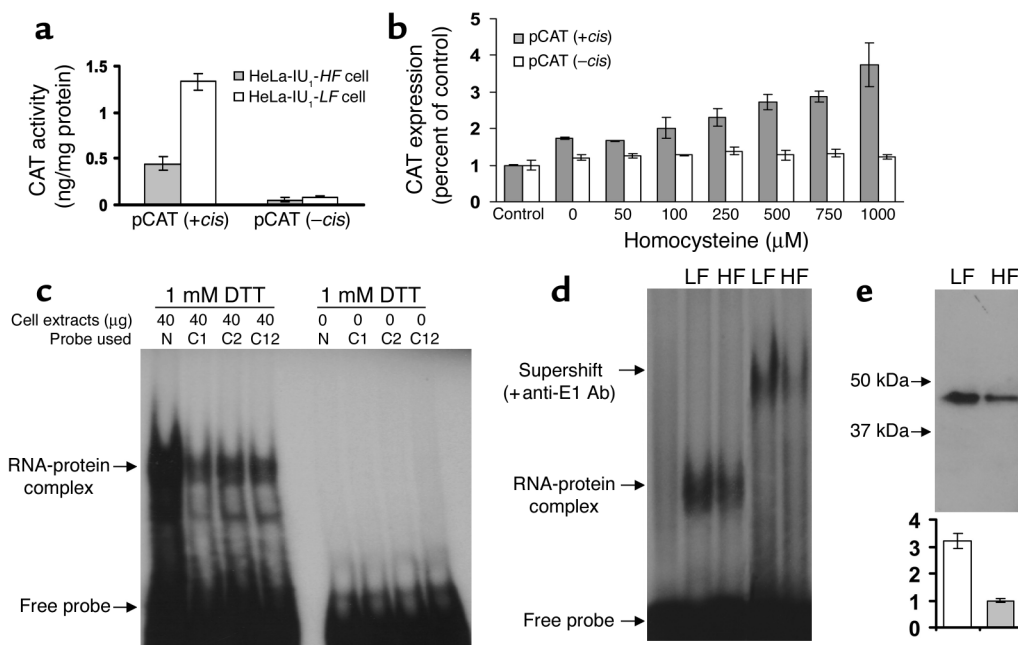 a
CAT activity
(ng/mg protein)
1.5
1
0.5
0
HeLa-IU1-HF cell
HeLa-IU1-LF cell
pCAT (+cis)
pCAT (–cis)
b
CAT expression
(percent of control)
5
4
3
2
1
0
pCAT (+cis)
pCAT (–cis)
Control 0 50 100 250 500 750 1000
Homocysteine (μM)
c
1 mM DTT 1 mM DTT
Cell extracts (μg) 40 40 40 40 0 0 0 0
Probe used N C1 C2 C12 N C1 C2 C12
RNA-protein
complex
Free probe
d
LF HF LF HF
Supershift
(+anti-E1 Ab)
RNA-protein
complex
Free probe
e
LF HF
50 kDa
37 kDa
4
3
2
1
0